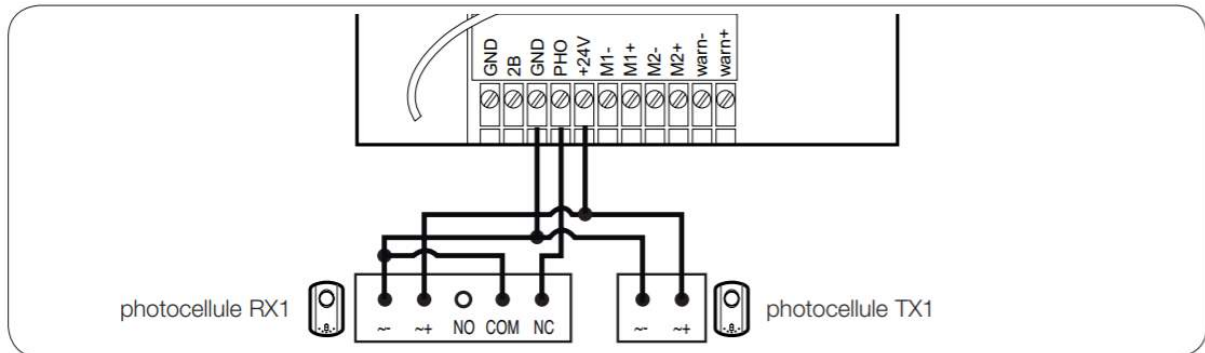 GND 2B GND PHO +24V M1- M1+ M2- M2+ warn- warn+
photocellule RX1
~- ~+ NO COM NC
~- ~+
photocellule TX1